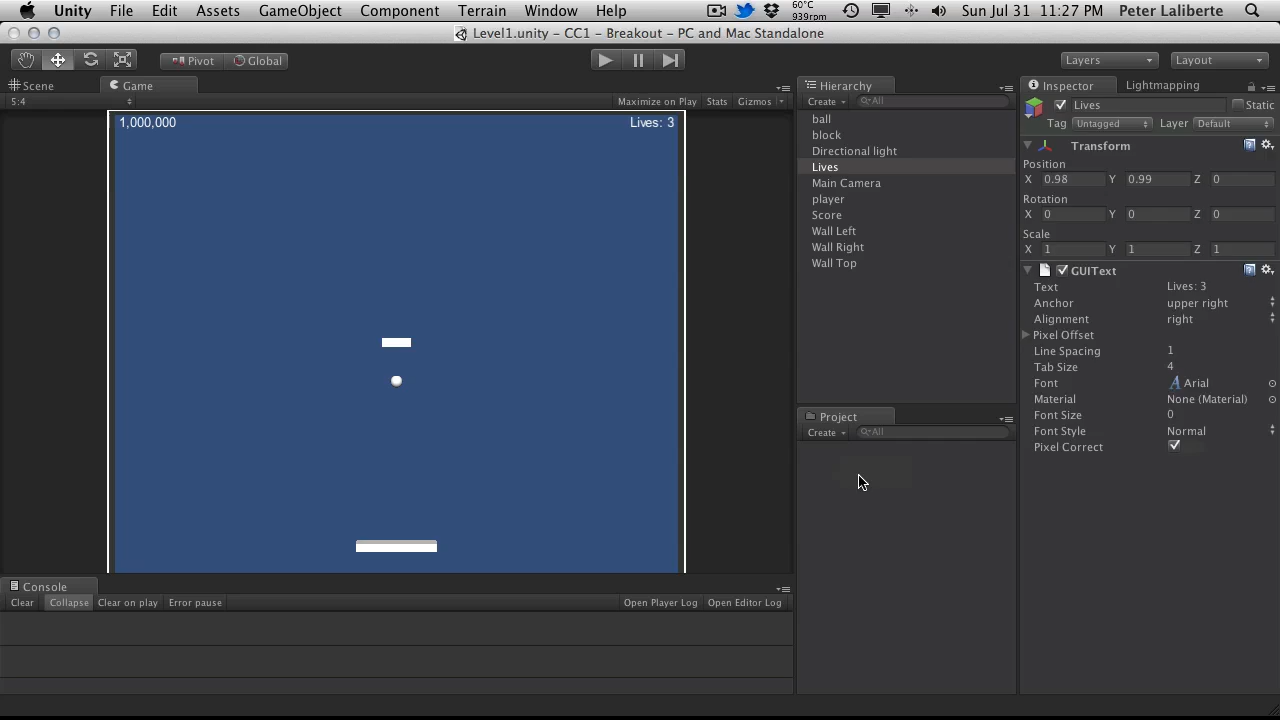 Unity File Edit Assets GameObject Component Terrain Window Help 60°C 939rpm Sun Jul 31 11:27 PM Peter Laliberte
Level1.unity – CC1 – Breakout – PC and Mac Standalone
Pivot Global Layers Layout
Scene Game
5:4 Maximize on Play Stats Gizmos
1,000,000 Lives: 3
Hierarchy
Create All
ball
block
Directional light
Lives
Main Camera
player
Score
Wall Left
Wall Right
Wall Top
Project
Create All
Inspector Lightmapping
Lives Static
Tag Untagged Layer Default
Transform
Position
X 0.98 Y 0.99 Z 0
Rotation
X 0 Y 0 Z 0
Scale
X 1 Y 1 Z 1
GUIText
Text Lives: 3
Anchor upper right
Alignment right
Pixel Offset
Line Spacing 1
Tab Size 4
Font A Arial
Material None (Material)
Font Size 0
Font Style Normal
Pixel Correct
Console
Clear Collapse Clear on play Error pause Open Player Log Open Editor Log